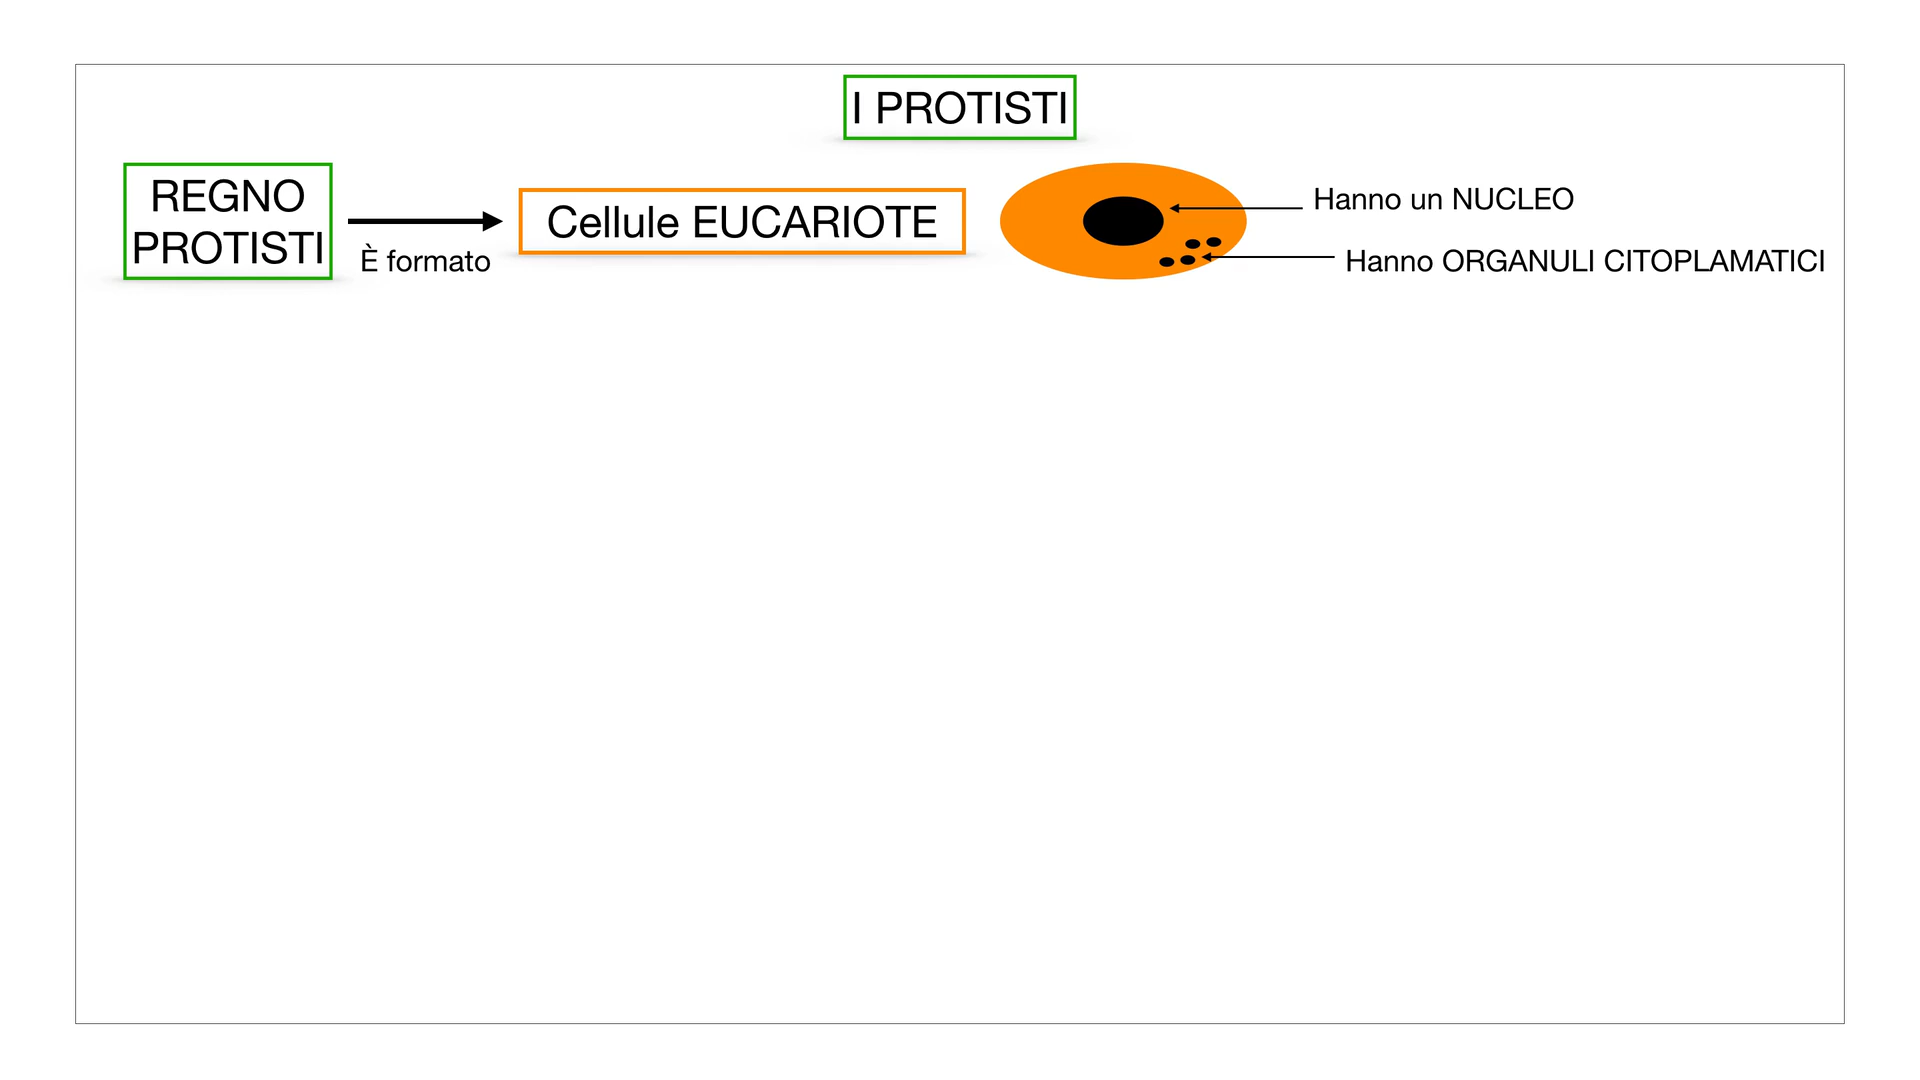 I PROTISTI
REGNO
PROTISTI
È formato
Cellule EUCARIOTE
Hanno un NUCLEO
Hanno ORGANULI CITOPLAMATICI